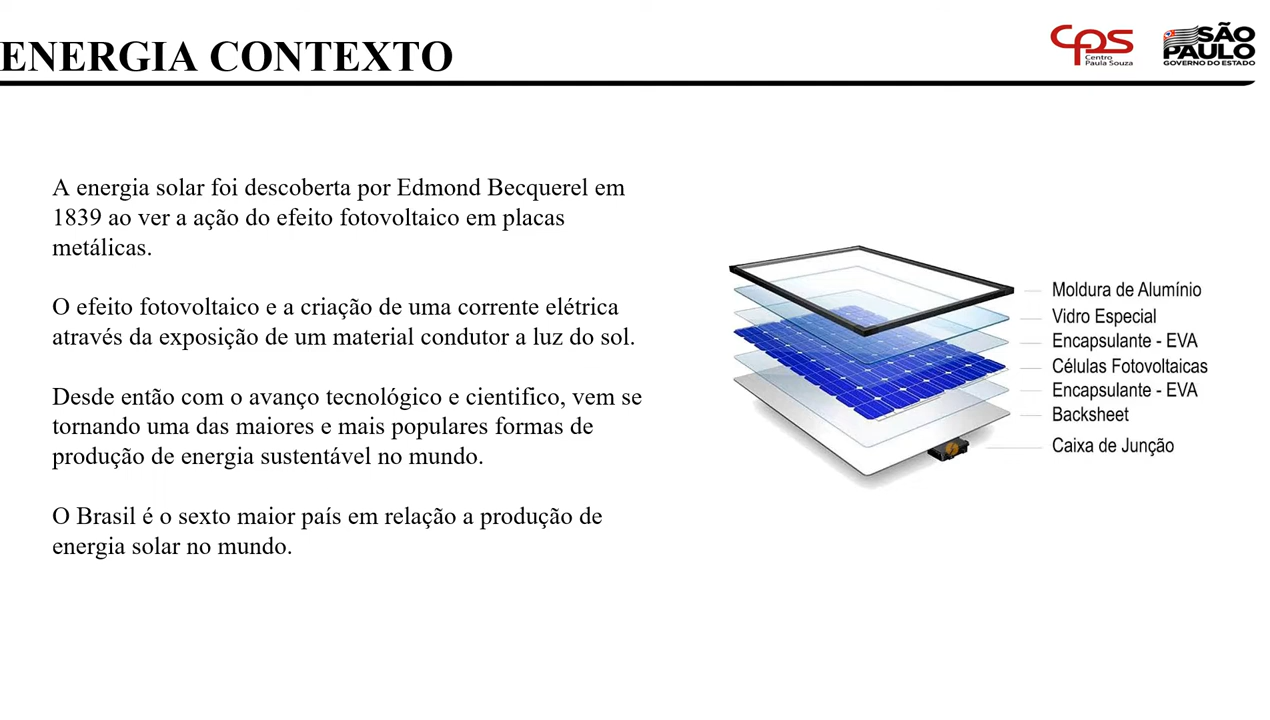 ENERGIA CONTEXTO
CPS
Centro
Paula Souza
SÃO
PAULO
GOVERNO DO ESTADO
A energia solar foi descoberta por Edmond Becquerel em
1839 ao ver a ação do efeito fotovoltaico em placas
metálicas.
O efeito fotovoltaico e a criação de uma corrente elétrica
através da exposição de um material condutor a luz do sol.
Desde então com o avanço tecnológico e cientifico, vem se
tornando uma das maiores e mais populares formas de
produção de energia sustentável no mundo.
O Brasil é o sexto maior país em relação a produção de
energia solar no mundo.
Moldura de Alumínio
Vidro Especial
Encapsulante - EVA
Células Fotovoltaicas
Encapsulante - EVA
Backsheet
Caixa de Junção